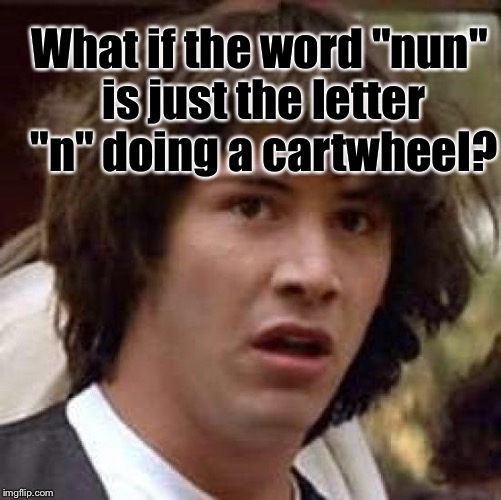 What if the word "nun"
is just the letter
"n" doing a cartwheel?
imgflip.com